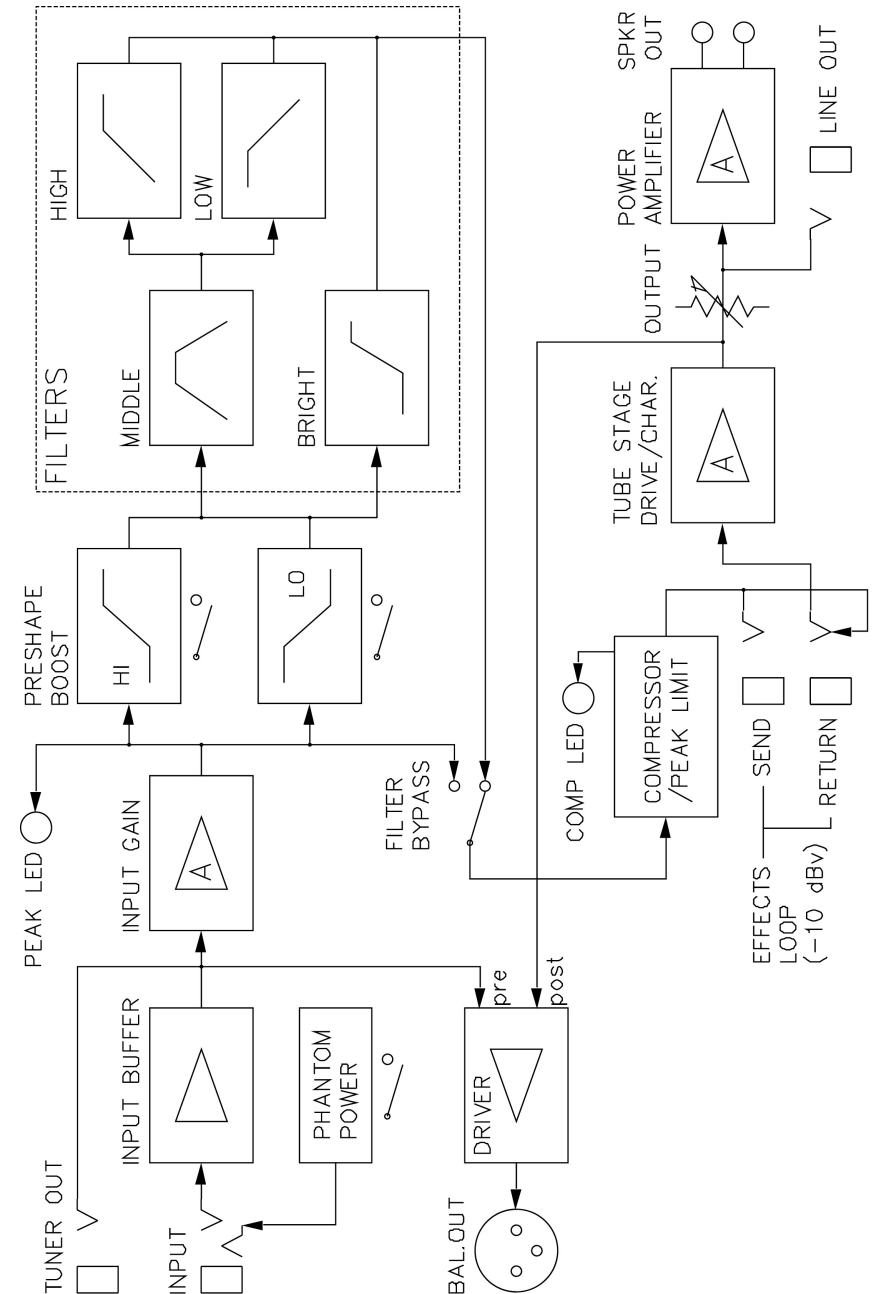 TUNER OUT
INPUT
INPUT BUFFER
PHANTOM
POWER
BAL.OUT
DRIVER
pre
post
PEAK LED
INPUT GAIN
FILTER
BYPASS
PRESHAPE
BOOST
HI
LO
FILTERS
MIDDLE
BRIGHT
HIGH
LOW
COMP LED
COMPRESSOR
/PEAK LIMIT
EFFECTS
LOOP
(-10 dBv)
SEND
RETURN
TUBE STAGE
DRIVE/CHAR.
A
A
A
OUTPUT
POWER
AMPLIFIER
SPKR
OUT
LINE OUT